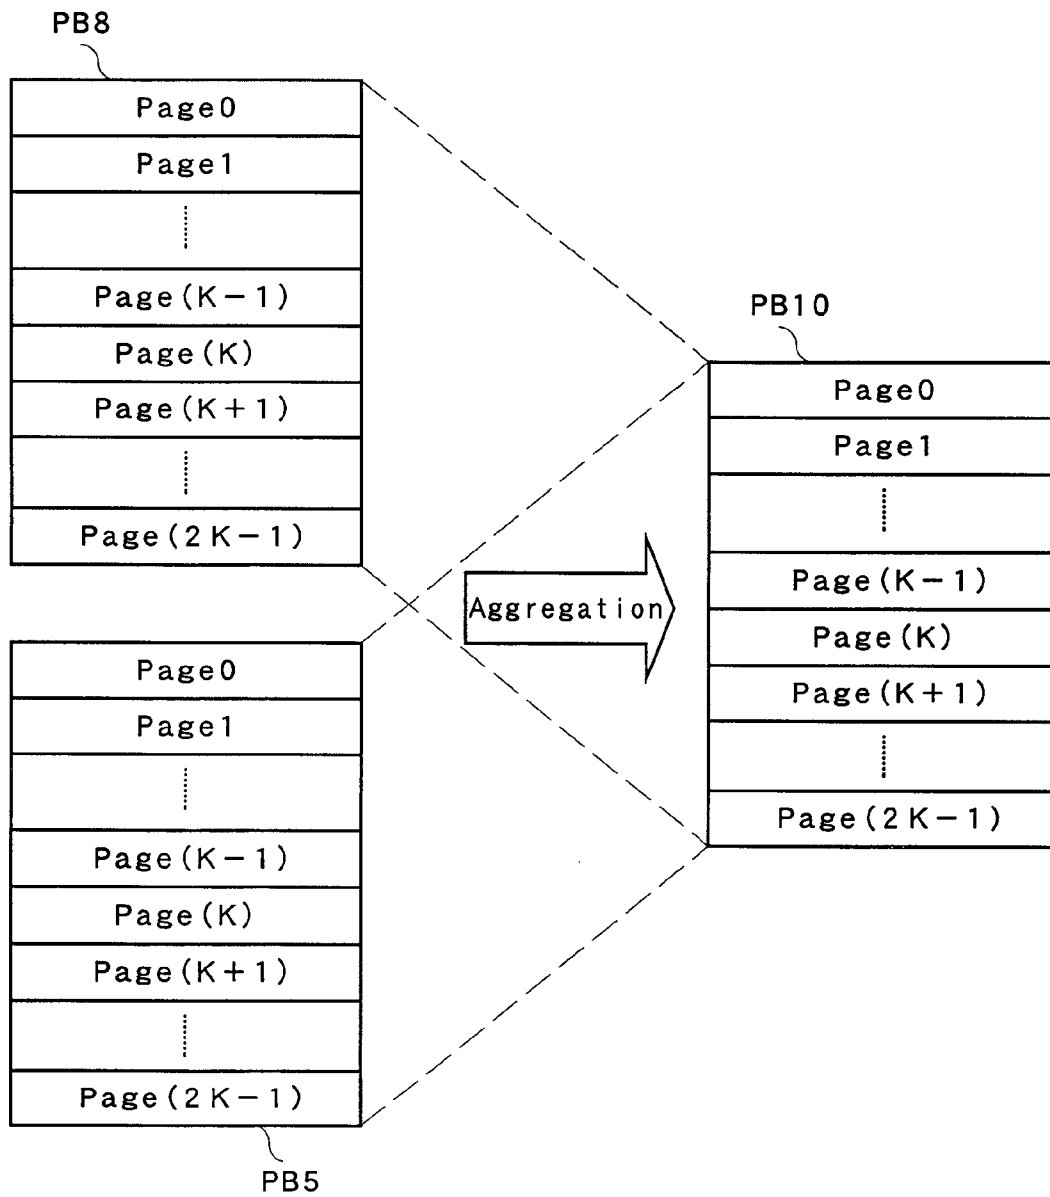 PB8
Page0
Page1
Page(K-1)
Page(K)
Page(K+1)
Page(2K-1)
Page0
Page1
Page(K-1)
Page(K)
Page(K+1)
Page(2K-1)
PB5
Aggregation
PB10
Page0
Page1
Page(K-1)
Page(K)
Page(K+1)
Page(2K-1)